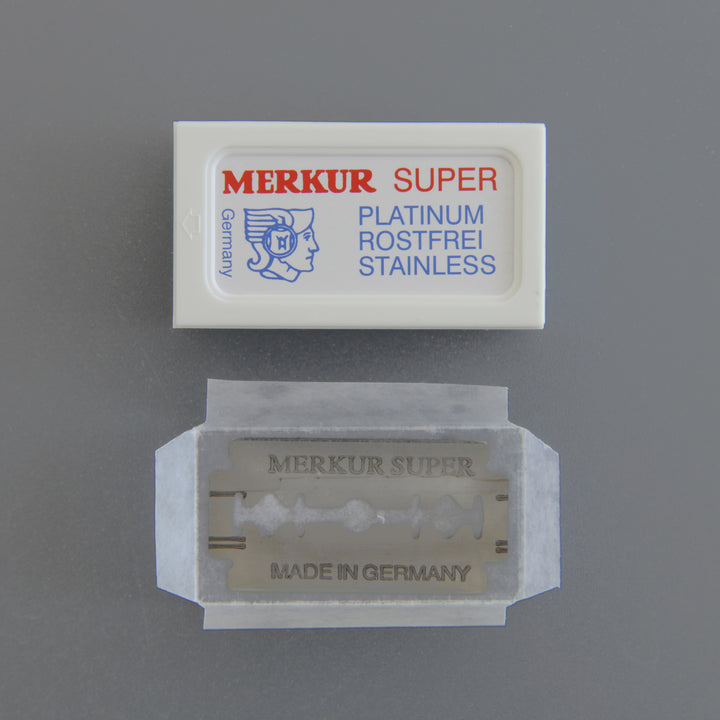 MERKUR SUPER
Germany
PLATINUM
ROSTFREI
STAINLESS
MERKUR SUPER
MADE IN GERMANY